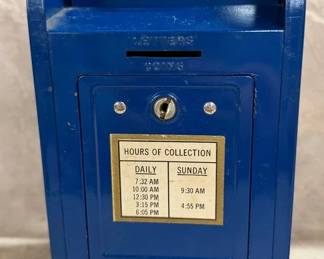 LETTERS
COINS
HOURS OF COLLECTION
DAILY SUNDAY
7:32 AM
10:00 AM 9:30 AM
12:30 PM
3:15 PM 4:55 PM
6:05 PM